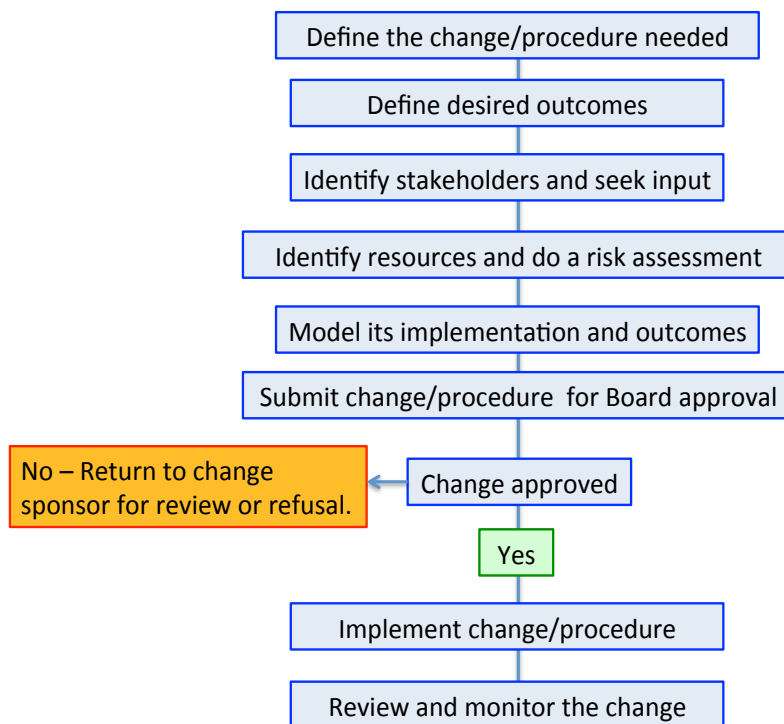 Define the change/procedure needed
Define desired outcomes
Identify stakeholders and seek input
Identify resources and do a risk assessment
Model its implementation and outcomes
Submit change/procedure for Board approval
No – Return to change
sponsor for review or refusal.
Change approved
Yes
Implement change/procedure
Review and monitor the change